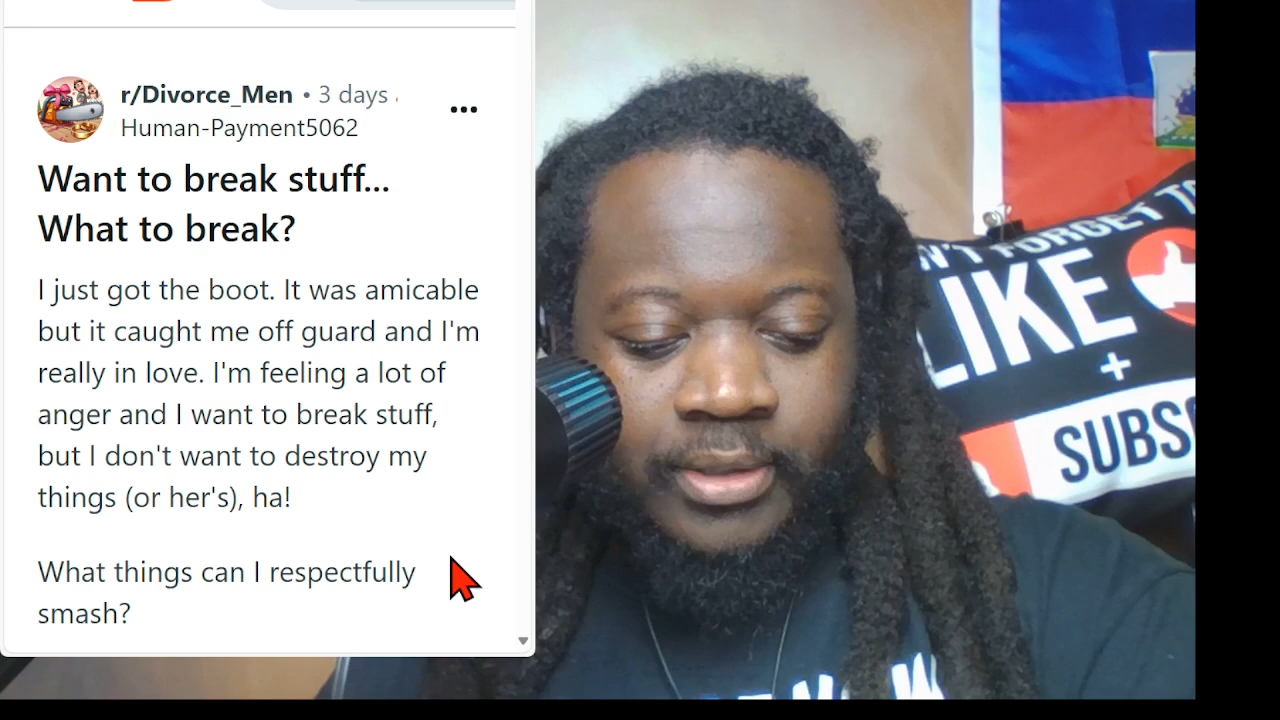 r/Divorce_Men • 3 days
Human-Payment5062
Want to break stuff...
What to break?
I just got the boot. It was amicable
but it caught me off guard and I'm
really in love. I'm feeling a lot of
anger and I want to break stuff,
but I don't want to destroy my
things (or her's), ha!
What things can I respectfully
smash?
FORGET TO
LIKE
+
SUBS